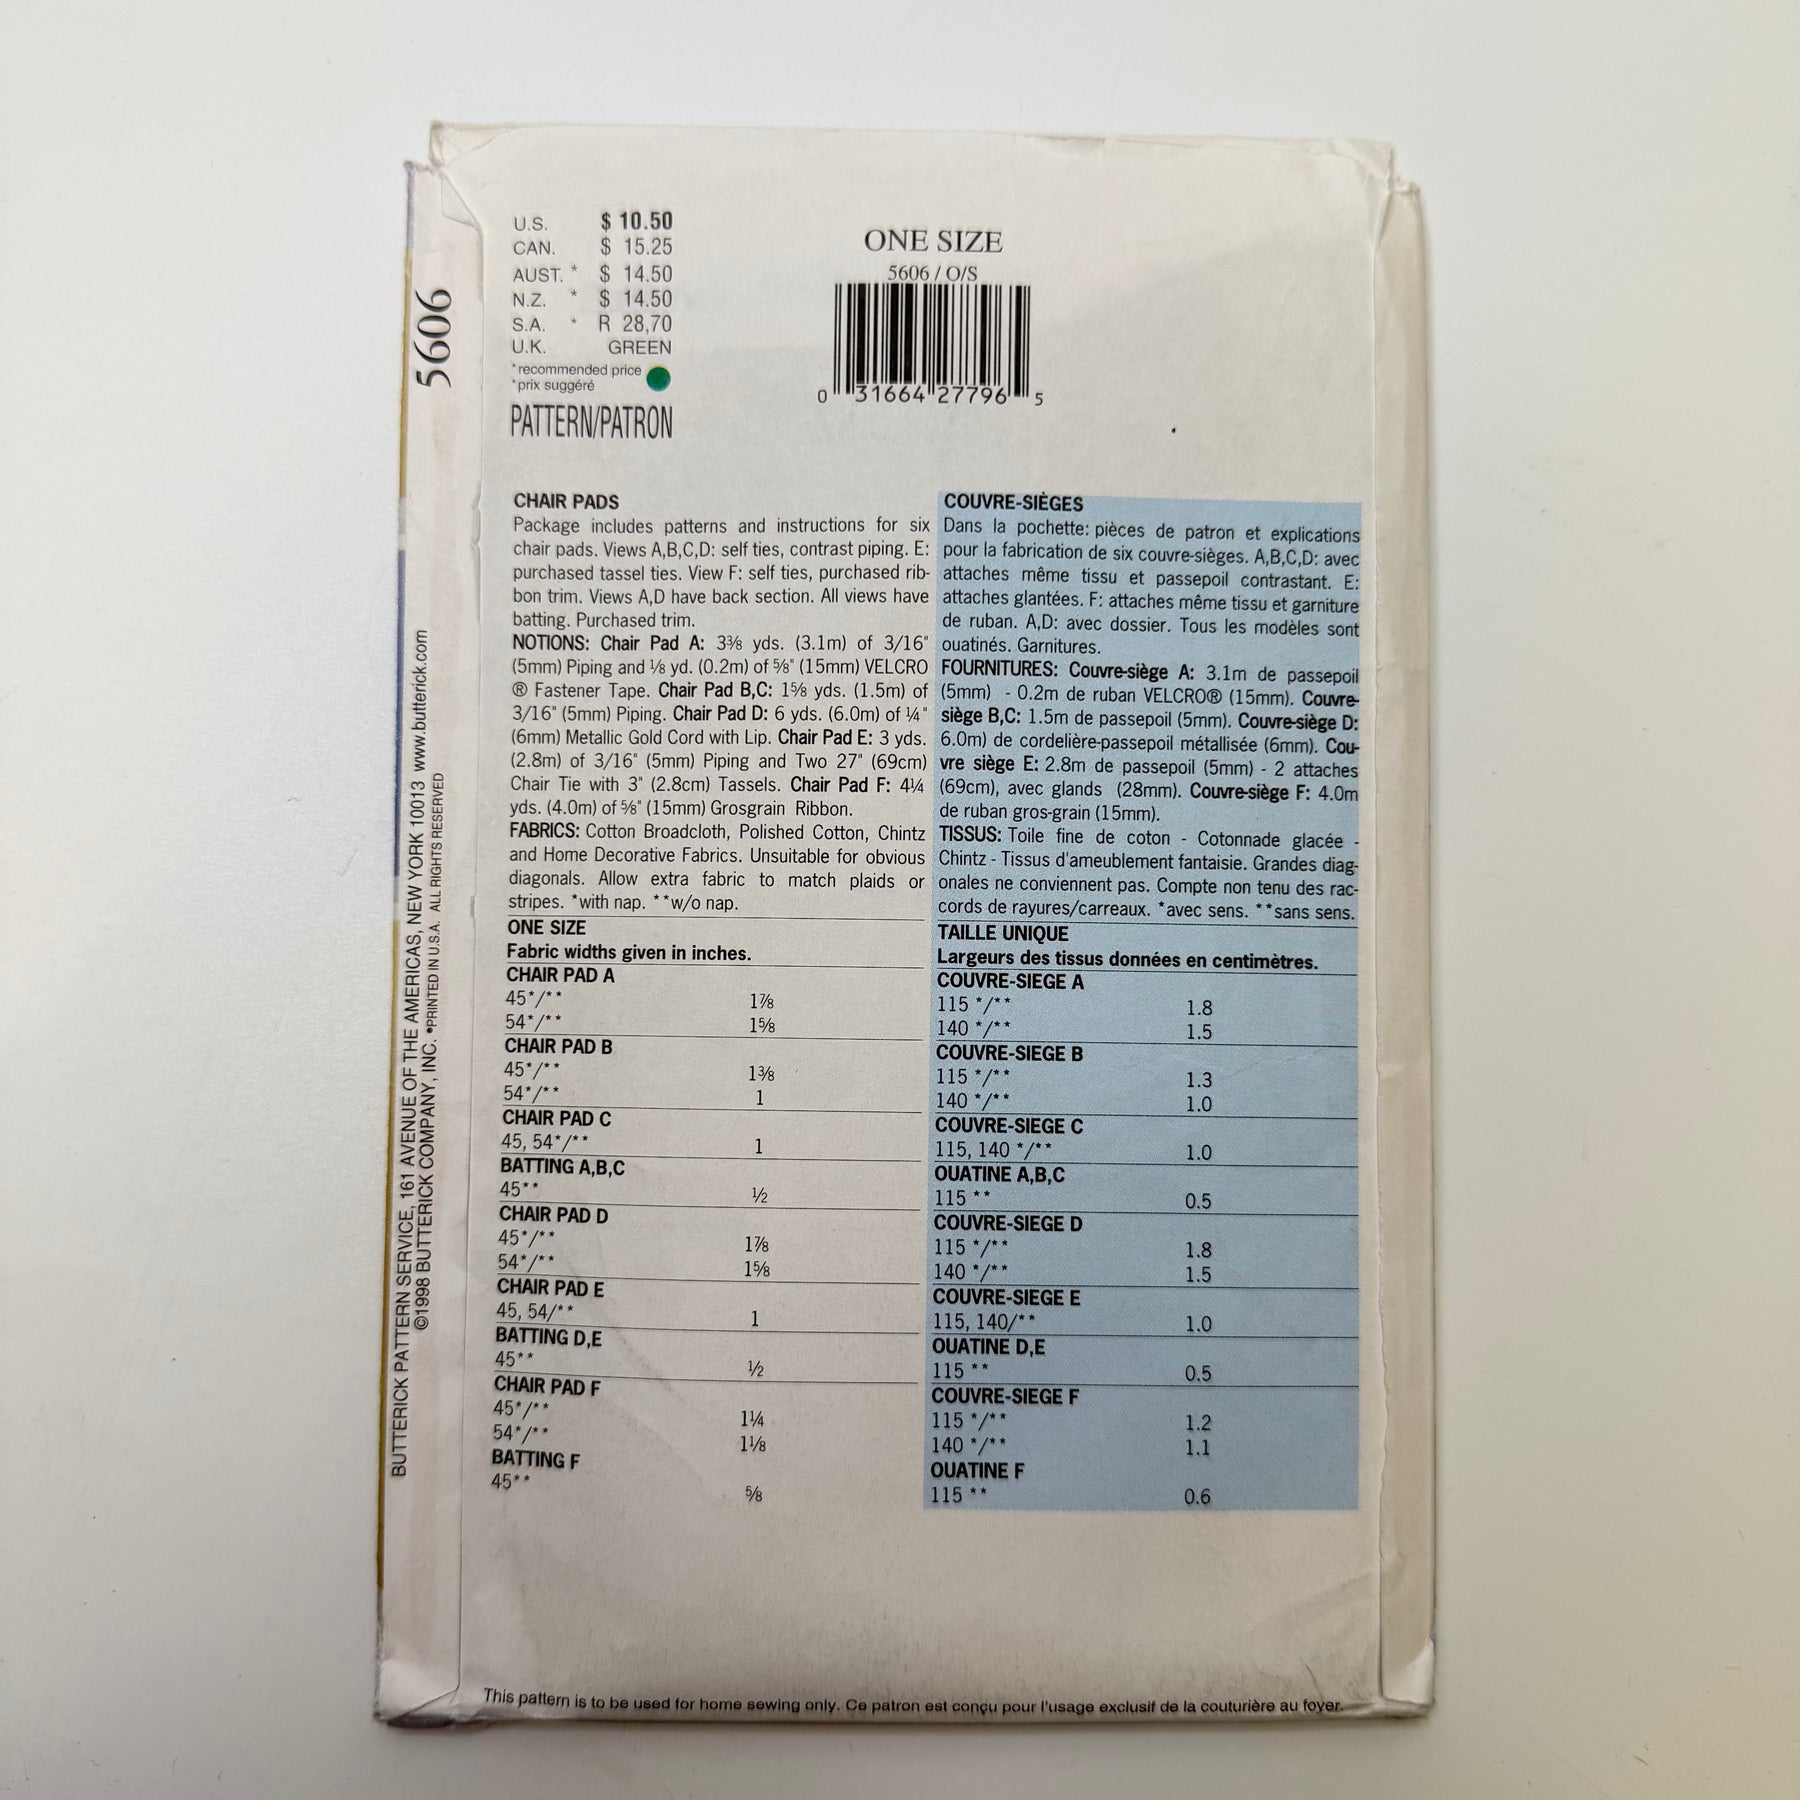 U.S. $ 10.50
CAN. $ 15.25
AUST. * $ 14.50
N.Z. * $ 14.50
S.A. * R 28,70
U.K. GREEN
*recommended price
*prix suggéré
PATTERN/PATRON
ONE SIZE
5606 / O/S
0 31664 27796 5
5606
BUTTERICK PATTERN SERVICE, 161 AVENUE OF THE AMERICAS, NEW YORK 10013 www.butterick.com
©1998 BUTTERICK COMPANY, INC. •PRINTED IN U.S.A. ALL RIGHTS RESERVED
CHAIR PADS
Package includes patterns and instructions for six
chair pads. Views A,B,C,D: self ties, contrast piping. E:
purchased tassel ties. View F: self ties, purchased rib-
bon trim. Views A,D have back section. All views have
batting. Purchased trim.
NOTIONS: Chair Pad A: 3⅜ yds. (3.1m) of 3/16"
(5mm) Piping and ⅛ yd. (0.2m) of ⅝" (15mm) VELCRO
® Fastener Tape. Chair Pad B,C: 1⅝ yds. (1.5m) of
3/16" (5mm) Piping. Chair Pad D: 6 yds. (6.0m) of ¼"
(6mm) Metallic Gold Cord with Lip. Chair Pad E: 3 yds.
(2.8m) of 3/16" (5mm) Piping and Two 27" (69cm)
Chair Tie with 3" (2.8cm) Tassels. Chair Pad F: 4¼
yds. (4.0m) of ⅝" (15mm) Grosgrain Ribbon.
FABRICS: Cotton Broadcloth, Polished Cotton, Chintz
and Home Decorative Fabrics. Unsuitable for obvious
diagonals. Allow extra fabric to match plaids or
stripes. *with nap. **w/o nap.
ONE SIZE
Fabric widths given in inches.
CHAIR PAD A
45*/** 1⅞
54*/** 1⅝
CHAIR PAD B
45*/** 1⅜
54*/** 1
CHAIR PAD C
45, 54*/** 1
BATTING A,B,C
45** ½
CHAIR PAD D
45*/** 1⅞
54*/** 1⅝
CHAIR PAD E
45, 54/** 1
BATTING D,E
45** ½
CHAIR PAD F
45*/** 1¼
54*/** 1⅛
BATTING F
45** ⅝
COUVRE-SIÈGES
Dans la pochette: pièces de patron et explications
pour la fabrication de six couvre-sièges. A,B,C,D: avec
attaches même tissu et passepoil contrastant. E:
attaches glantées. F: attaches même tissu et garniture
de ruban. A,D: avec dossier. Tous les modèles sont
ouatinés. Garnitures.
FOURNITURES: Couvre-siège A: 3.1m de passepoil
(5mm) - 0.2m de ruban VELCRO® (15mm). Couvre-
siège B,C: 1.5m de passepoil (5mm). Couvre-siège D:
6.0m) de cordelière-passepoil métallisée (6mm). Cou-
vre siège E: 2.8m de passepoil (5mm) - 2 attaches
(69cm), avec glands (28mm). Couvre-siège F: 4.0m
de ruban gros-grain (15mm).
TISSUS: Toile fine de coton - Cotonnade glacée -
Chintz - Tissus d'ameublement fantaisie. Grandes diag-
onales ne conviennent pas. Compte non tenu des rac-
cords de rayures/carreaux. *avec sens. **sans sens.
TAILLE UNIQUE
Largeurs des tissus données en centimètres.
COUVRE-SIEGE A
115 */** 1.8
140 */** 1.5
COUVRE-SIEGE B
115 */** 1.3
140 */** 1.0
COUVRE-SIEGE C
115, 140 */** 1.0
OUATINE A,B,C
115 ** 0.5
COUVRE-SIEGE D
115 */** 1.8
140 */** 1.5
COUVRE-SIEGE E
115, 140/** 1.0
OUATINE D,E
115 ** 0.5
COUVRE-SIEGE F
115 */** 1.2
140 */** 1.1
OUATINE F
115 ** 0.6
This pattern is to be used for home sewing only. Ce patron est conçu pour l'usage exclusif de la couturière au foyer.